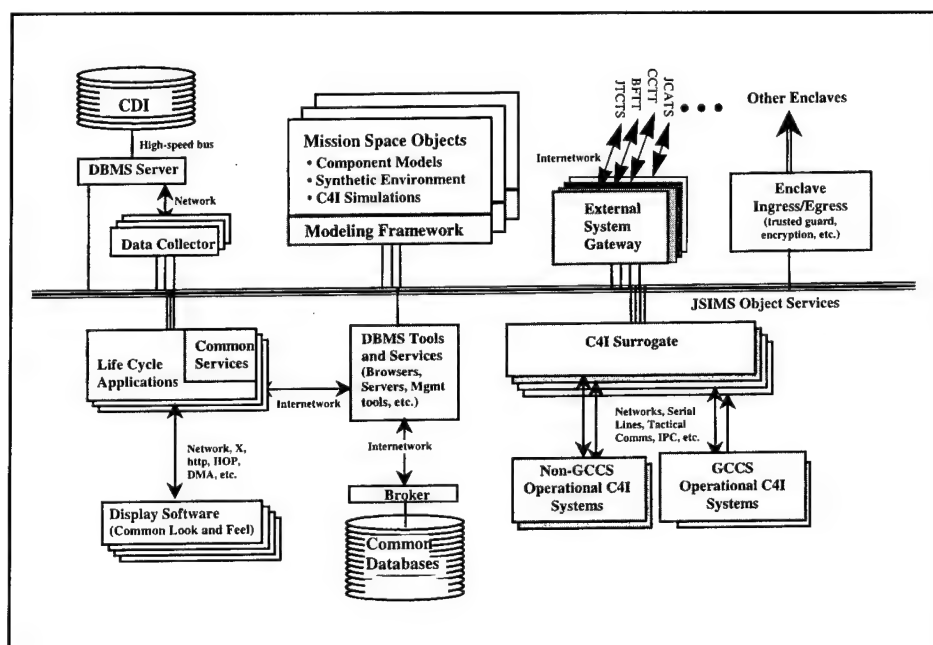 CDI
High-speed bus
DBMS Server
Network
Data Collector
Mission Space Objects
• Component Models
• Synthetic Environment
• C4I Simulations
Modeling Framework
JTCTS
BFTT
CCTT
JCATS
• • •
Other Enclaves
Internetwork
External
System
Gateway
Enclave
Ingress/Egress
(trusted guard,
encryption, etc.)
JSIMS Object Services
Life Cycle
Applications
Common
Services
Internetwork
DBMS Tools
and Services
(Browsers,
Servers, Mgmt
tools, etc.)
C4I Surrogate
Network, X,
http, HOP,
DMA, etc.
Internetwork
Networks, Serial
Lines, Tactical
Comms, IPC, etc.
Display Software
(Common Look and Feel)
Broker
Common
Databases
Non-GCCS
Operational C4I
Systems
GCCS
Operational C4I
Systems